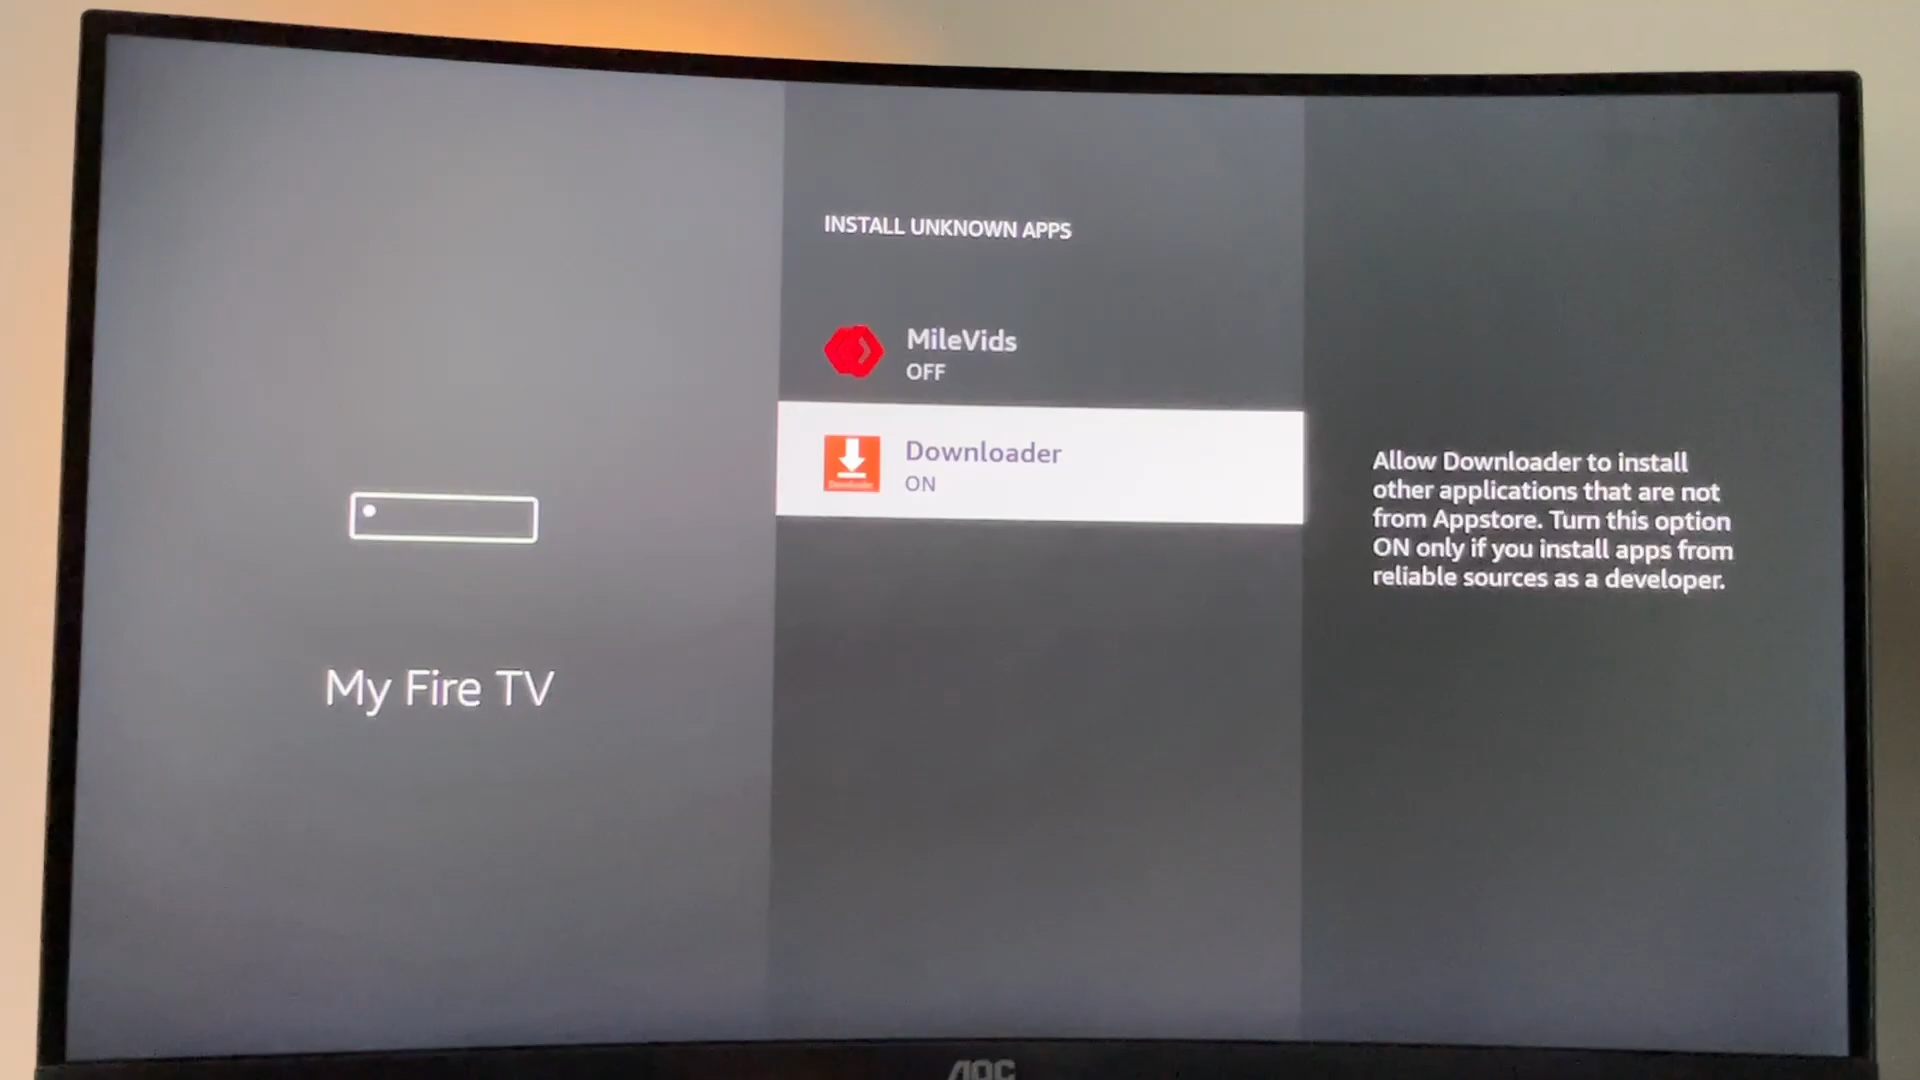 INSTALL UNKNOWN APPS
MileVids
OFF
Downloader
ON
Downloader
My Fire TV
Allow Downloader to install
other applications that are not
from Appstore. Turn this option
ON only if you install apps from
reliable sources as a developer.
AOC